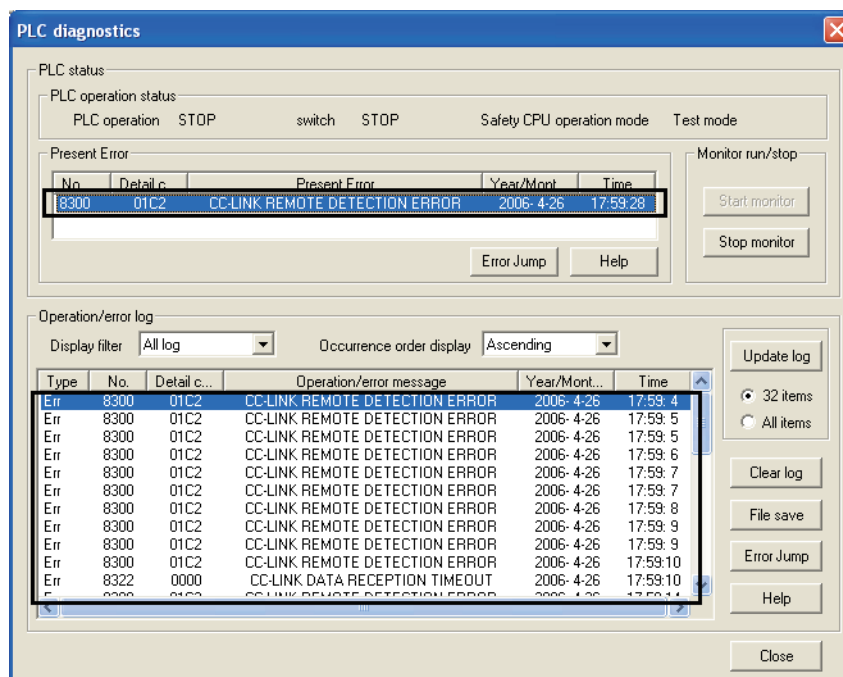 PLC diagnostics
PLC status
PLC operation status
PLC operation STOP switch STOP Safety CPU operation mode Test mode
Present Error
Monitor run/stop
No. Detail c... Present Error Year/Mont... Time
8300 01C2 CC-LINK REMOTE DETECTION ERROR 2006- 4-26 17:59:28
Start monitor
Stop monitor
Error Jump Help
Operation/error log
Display filter All log Occurrence order display Ascending
Update log
32 items
All items
Type No. Detail c... Operation/error message Year/Mont... Time
Err 8300 01C2 CC-LINK REMOTE DETECTION ERROR 2006- 4-26 17:59: 4
Err 8300 01C2 CC-LINK REMOTE DETECTION ERROR 2006- 4-26 17:59: 5
Err 8300 01C2 CC-LINK REMOTE DETECTION ERROR 2006- 4-26 17:59: 5
Err 8300 01C2 CC-LINK REMOTE DETECTION ERROR 2006- 4-26 17:59: 6
Err 8300 01C2 CC-LINK REMOTE DETECTION ERROR 2006- 4-26 17:59: 7
Err 8300 01C2 CC-LINK REMOTE DETECTION ERROR 2006- 4-26 17:59: 7
Err 8300 01C2 CC-LINK REMOTE DETECTION ERROR 2006- 4-26 17:59: 8
Err 8300 01C2 CC-LINK REMOTE DETECTION ERROR 2006- 4-26 17:59: 9
Err 8300 01C2 CC-LINK REMOTE DETECTION ERROR 2006- 4-26 17:59: 9
Err 8300 01C2 CC-LINK REMOTE DETECTION ERROR 2006- 4-26 17:59:10
Err 8322 0000 CC-LINK DATA RECEPTION TIMEOUT 2006- 4-26 17:59:10
Clear log
File save
Error Jump
Help
Close